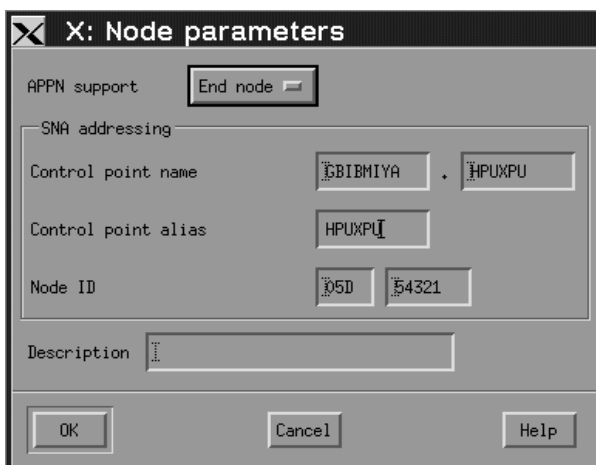 X: Node parameters
APPN support End node
SNA addressing
Control point name GBIBMIYA . HPUXPU
Control point alias HPUXPU
Node ID 05D 54321
Description
OK Cancel Help